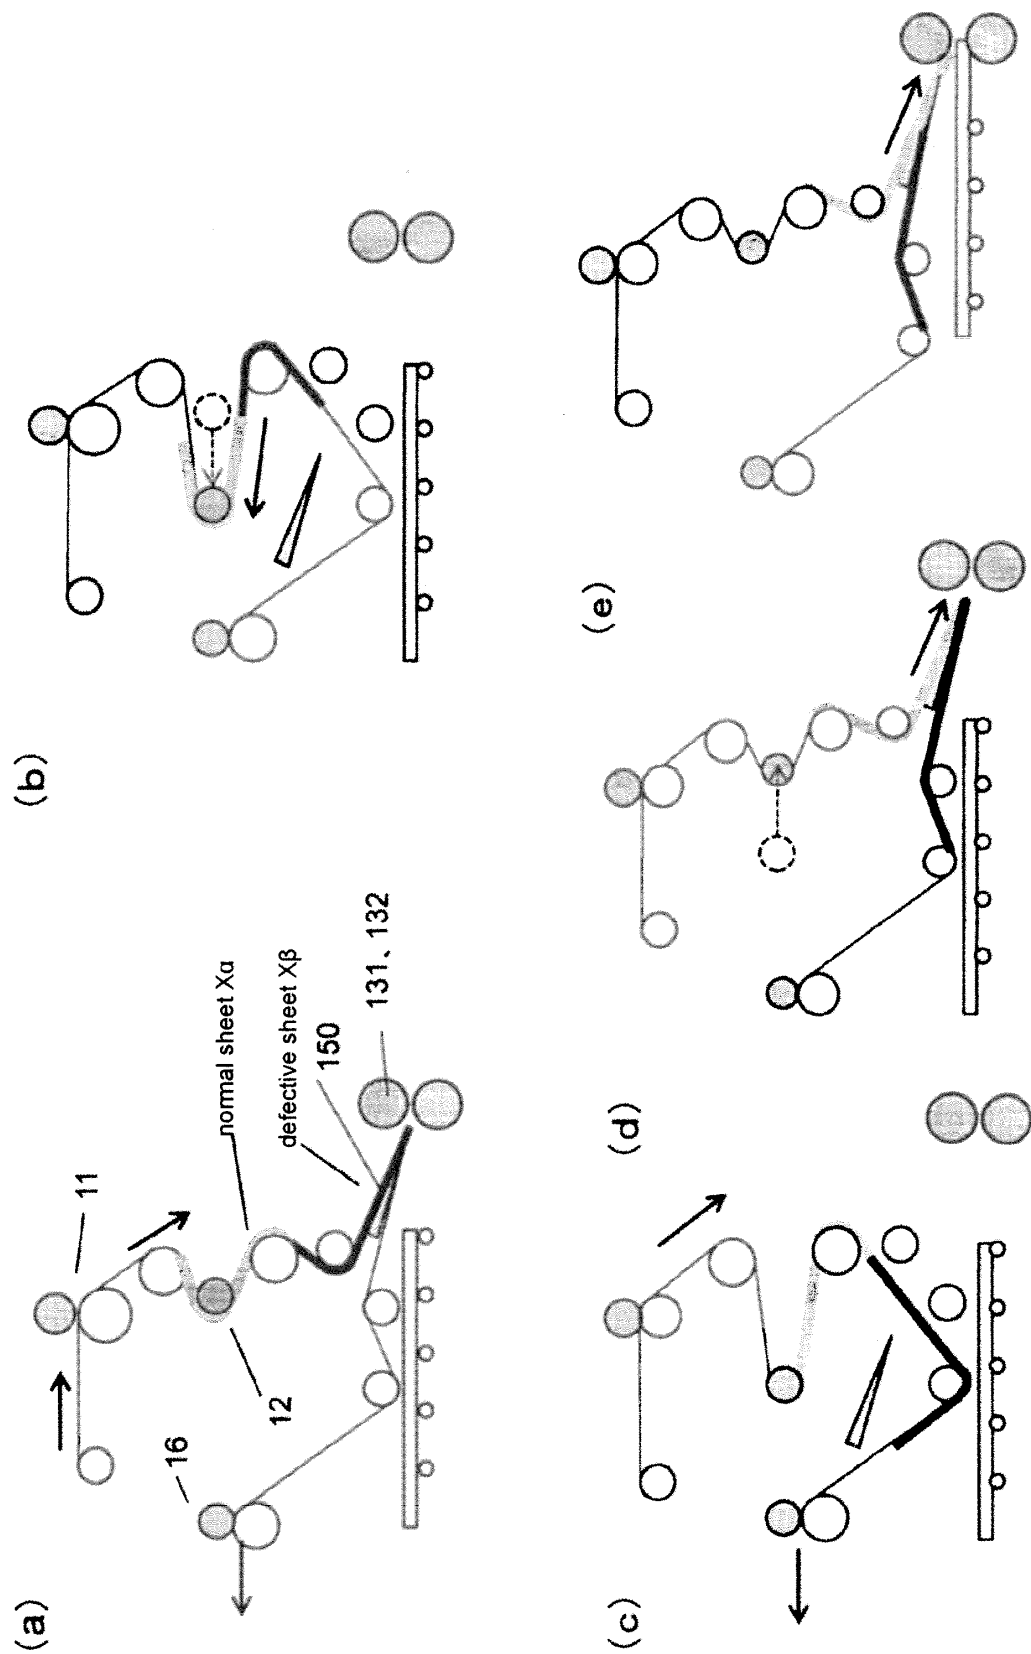 (a)
11
12
16
normal sheet Xα
defective sheet Xβ
150
131、132
(b)
(c)
(d)
(e)